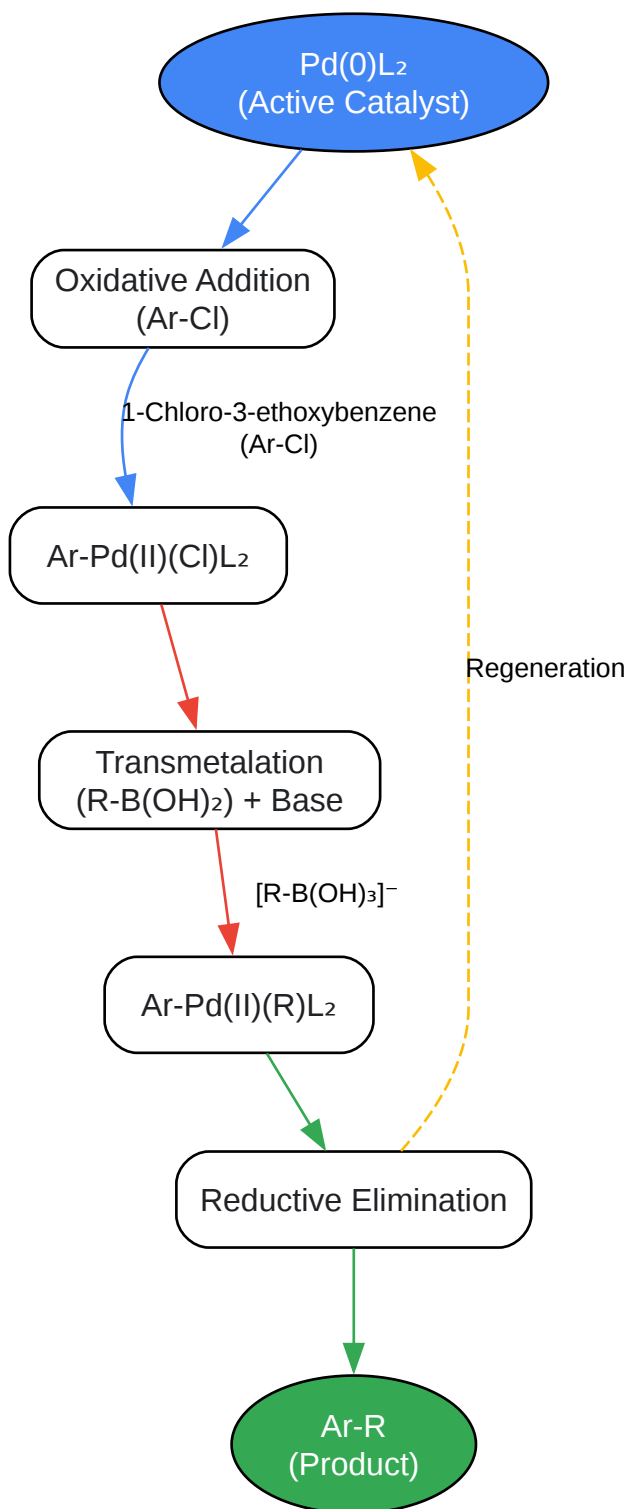 Pd(0)L₂
(Active Catalyst)
Oxidative Addition
(Ar-Cl)
1-Chloro-3-ethoxybenzene
(Ar-Cl)
Ar-Pd(II)(Cl)L₂
Regeneration
Transmetalation
(R-B(OH)₂) + Base
[R-B(OH)₃]⁻
Ar-Pd(II)(R)L₂
Reductive Elimination
Ar-R
(Product)